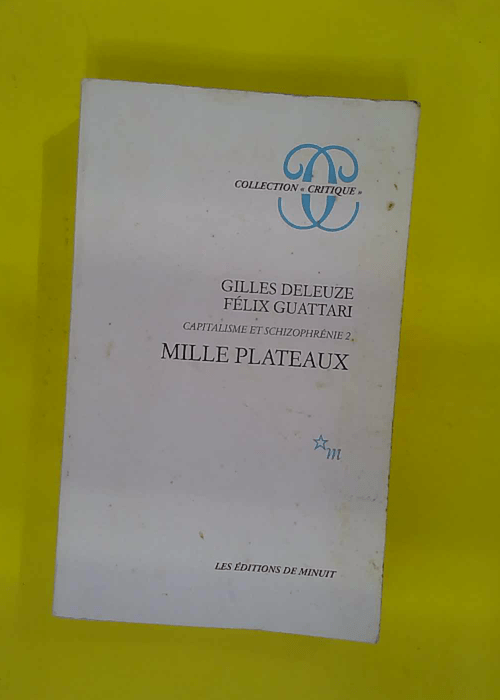 COLLECTION « CRITIQUE »
GILLES DELEUZE
FÉLIX GUATTARI
CAPITALISME ET SCHIZOPHRÉNIE 2
MILLE PLATEAUX
m
LES ÉDITIONS DE MINUIT